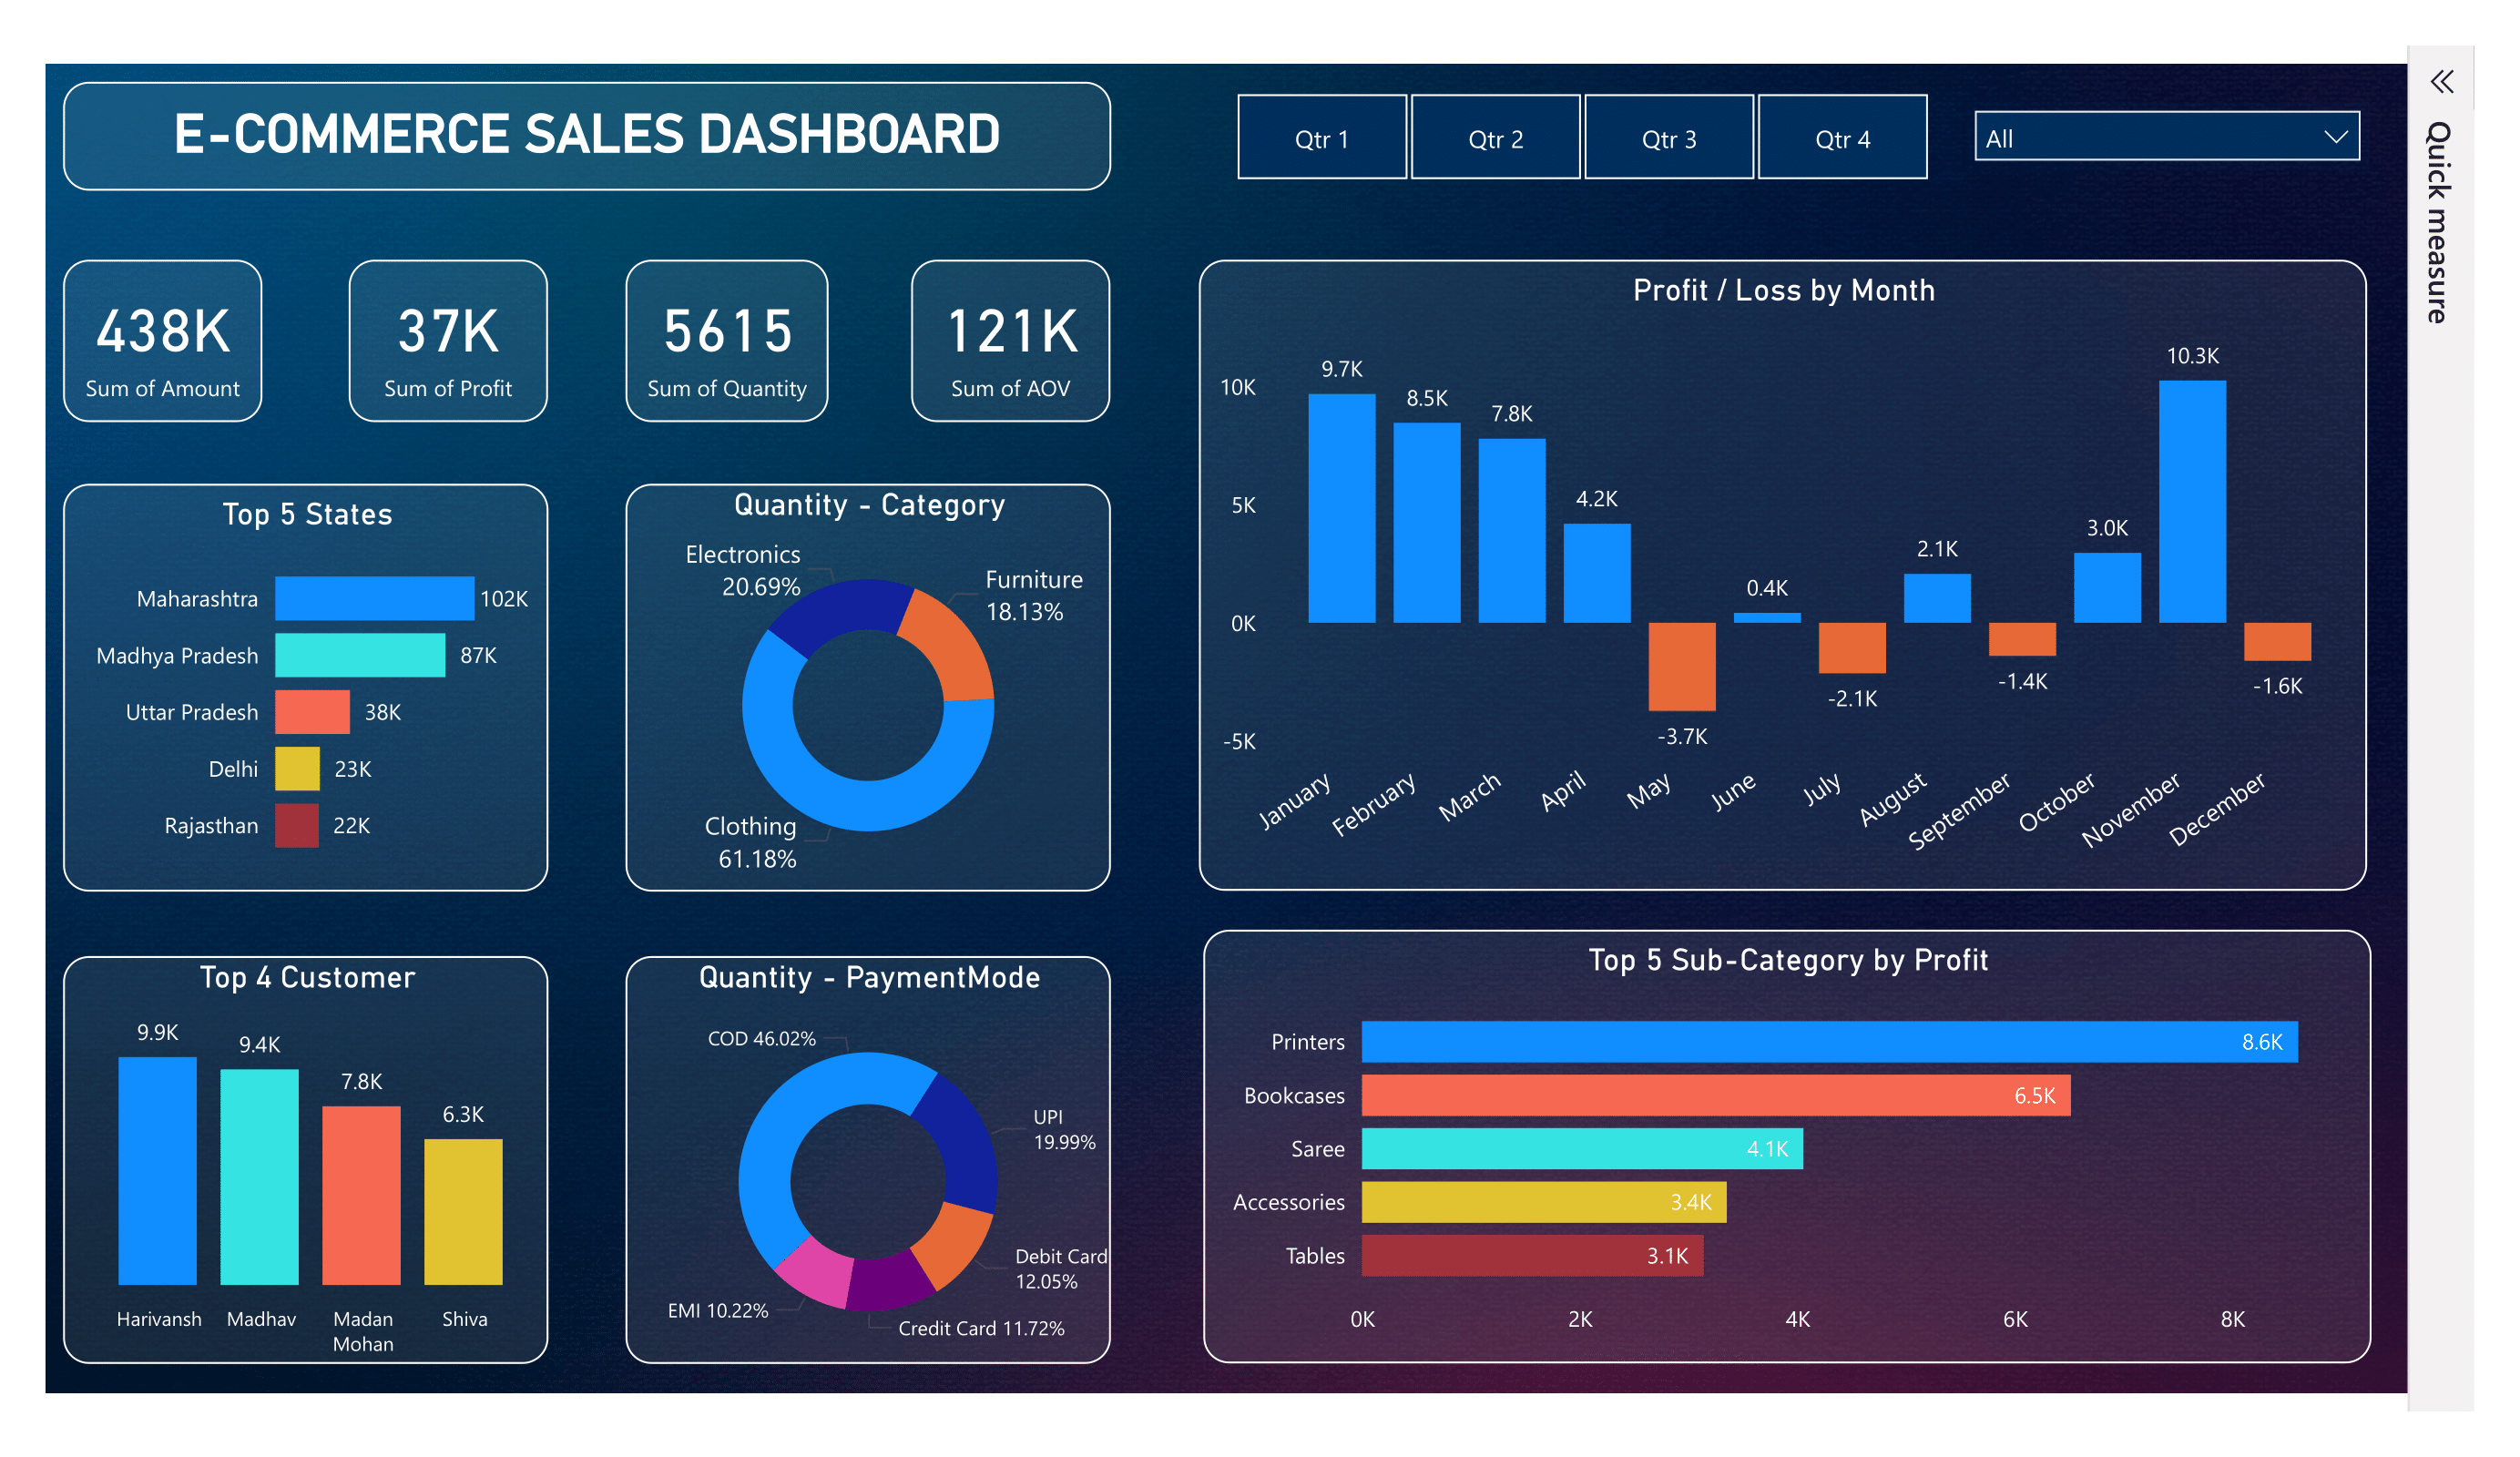 E-COMMERCE SALES DASHBOARD
Qtr 1
Qtr 2
Qtr 3
Qtr 4
All
Quick measure
438K
Sum of Amount
37K
Sum of Profit
5615
Sum of Quantity
121K
Sum of AOV
Top 5 States
Maharashtra
102K
Madhya Pradesh
87K
Uttar Pradesh
38K
Delhi
23K
Rajasthan
22K
Quantity - Category
Electronics
20.69%
Furniture
18.13%
Clothing
61.18%
Profit / Loss by Month
10K
5K
0K
-5K
9.7K
8.5K
7.8K
4.2K
-3.7K
0.4K
-2.1K
2.1K
-1.4K
3.0K
10.3K
-1.6K
January
February
March
April
May
June
July
August
September
October
November
December
Top 4 Customer
9.9K
9.4K
7.8K
6.3K
Harivansh
Madhav
Madan
Mohan
Shiva
Quantity - PaymentMode
COD 46.02%
UPI
19.99%
Debit Card
12.05%
Credit Card 11.72%
EMI 10.22%
Top 5 Sub-Category by Profit
Printers
8.6K
Bookcases
6.5K
Saree
4.1K
Accessories
3.4K
Tables
3.1K
0K
2K
4K
6K
8K